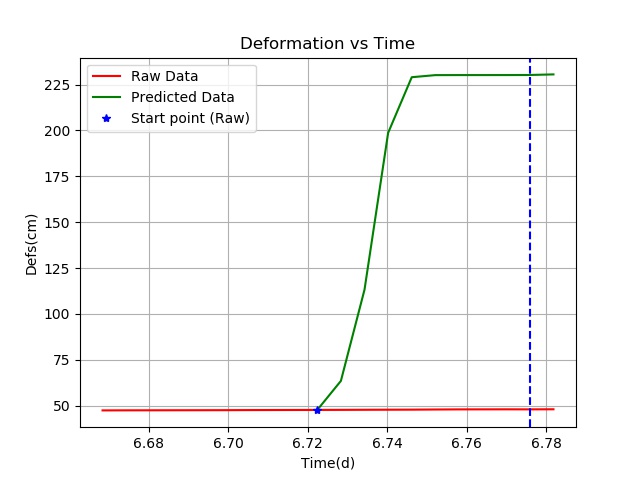 Deformation vs Time
Raw Data
Predicted Data
Start point (Raw)
225
200
175
150
125
100
75
50
Defs(cm)
6.68 6.70 6.72 6.74 6.76 6.78
Time(d)